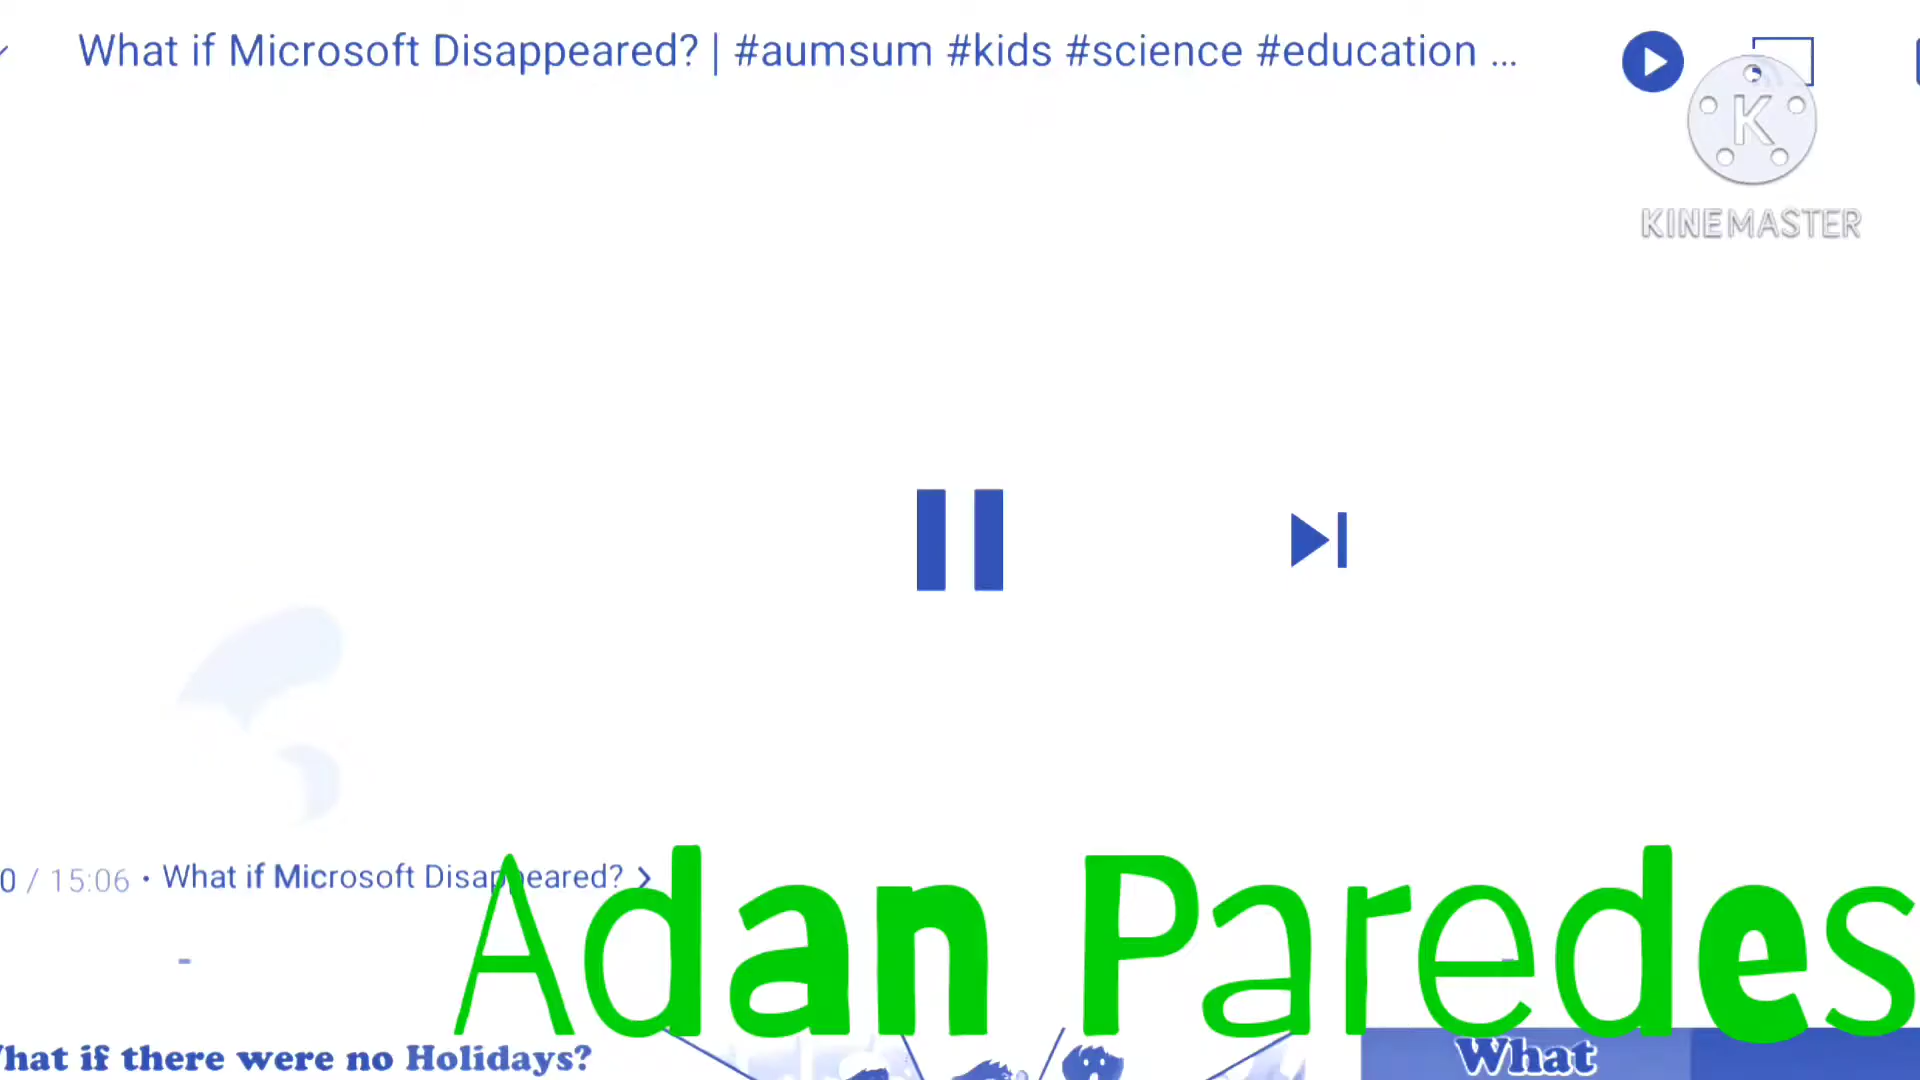 What if Microsoft Disappeared? | #aumsum #kids #science #education ...
K
KINEMASTER
0 / 15:06 • What if Microsoft Disappeared? >
Adan Paredes
hat if there were no Holidays?
What